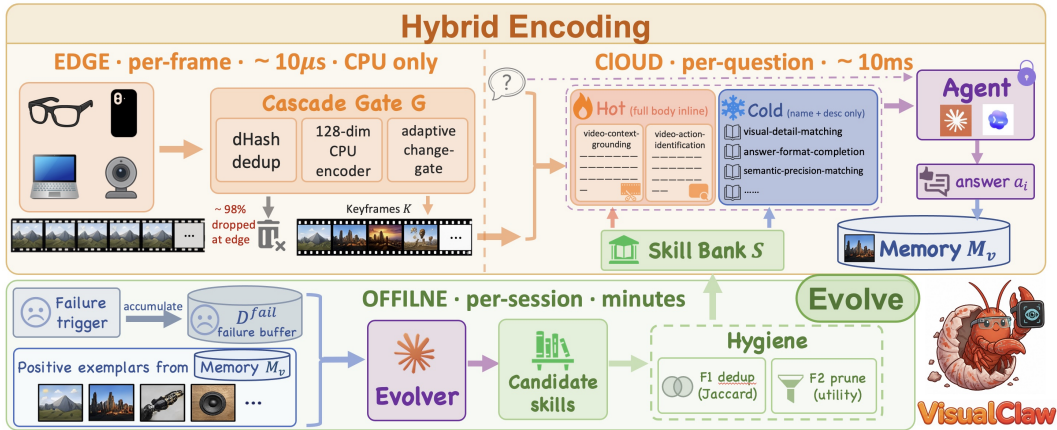 Hybrid Encoding
EDGE · per-frame · ~ 10μs · CPU only
ClOUD · per-question · ~ 10ms
Cascade Gate G
dHash
dedup
128-dim
CPU
encoder
adaptive
change-
gate
~ 98%
dropped
at edge
Keyframes K
...
...
?
Hot (full body inline)
video-context-
grounding
video-action-
identification
Cold (name + desc only)
visual-detail-matching
answer-format-completion
semantic-precision-matching
......
Skill Bank S
Agent
answer a_i
Memory M_v
OFFILNE · per-session · minutes
Evolve
Failure
trigger
accumulate
D^fail
failure buffer
Positive exemplars from Memory M_v
...
Evolver
Candidate
skills
Hygiene
F1 dedup
(Jaccard)
F2 prune
(utility)
VisualClaw